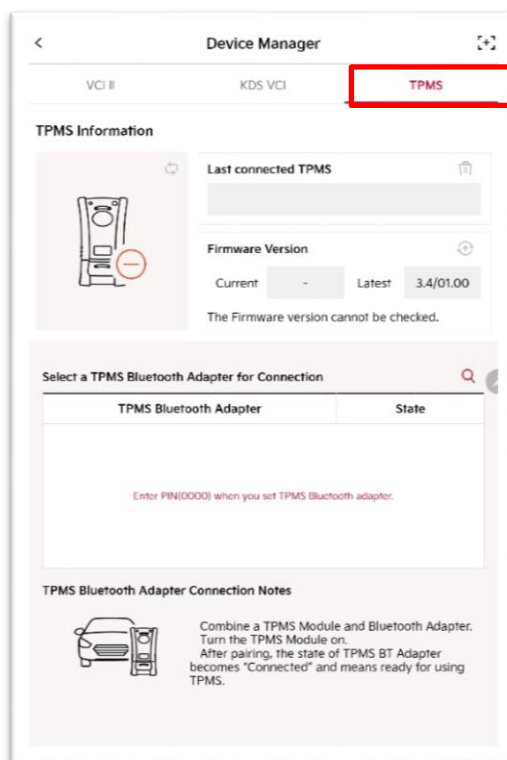 Device Manager
VCI II KDS VCI TPMS
TPMS Information
Last connected TPMS
Firmware Version
Current - Latest 3.4/01.00
The Firmware version cannot be checked.
Select a TPMS Bluetooth Adapter for Connection
TPMS Bluetooth Adapter State
Enter PIN(0000) when you set TPMS Bluetooth adapter.
TPMS Bluetooth Adapter Connection Notes
Combine a TPMS Module and Bluetooth Adapter.
Turn the TPMS Module on.
After pairing, the state of TPMS BT Adapter
becomes "Connected" and means ready for using
TPMS.